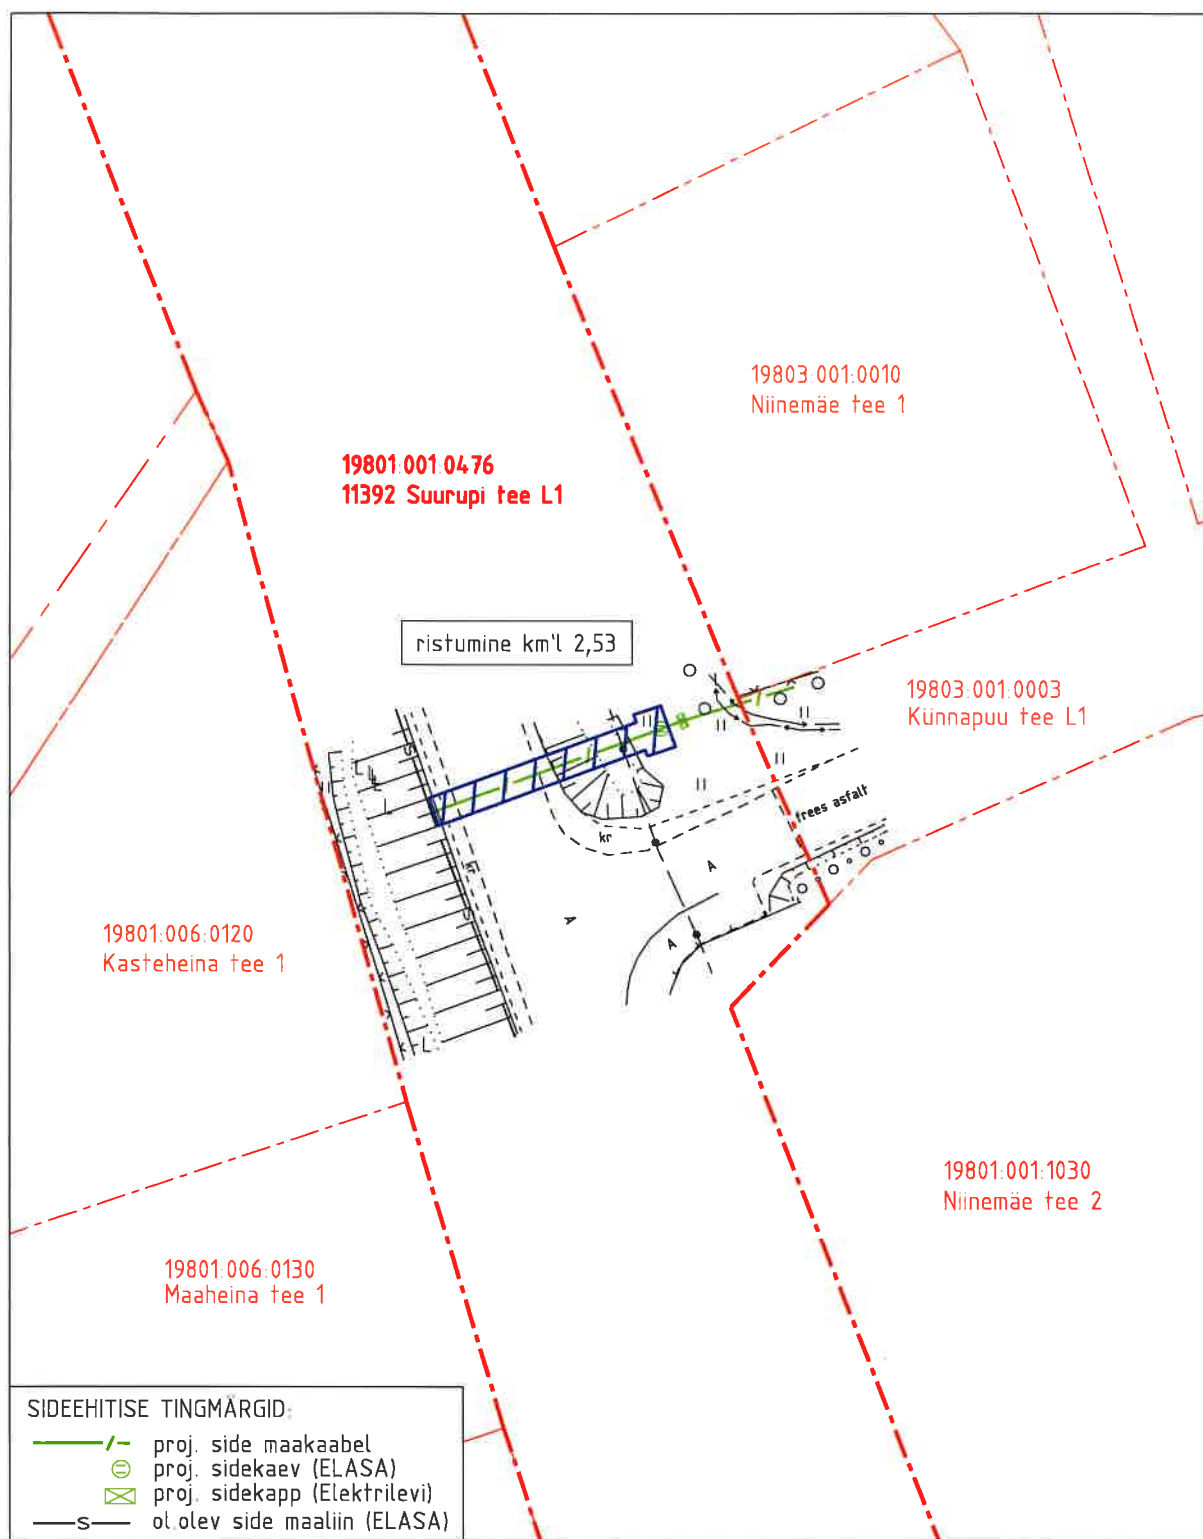 19803:001:0010
Niinemäe tee 1
19801:001:0476
11392 Suurupi tee L1
ristumine km'l 2,53
19803:001:0003
Künnapuu tee L1
frees asfalt
kr
kr
A
A
A
S
S
L
L
L
L
19801:006:0120
Kasteheina tee 1
19801:001:1030
Niinemäe tee 2
19801:006:0130
Maaheina tee 1
SIDEEHITISE TINGMÄRGID:
proj. side maakaabel
proj. sidekaev (ELASA)
proj. sidekapp (Elektrilevi)
S ol.olev side maaliin (ELASA)